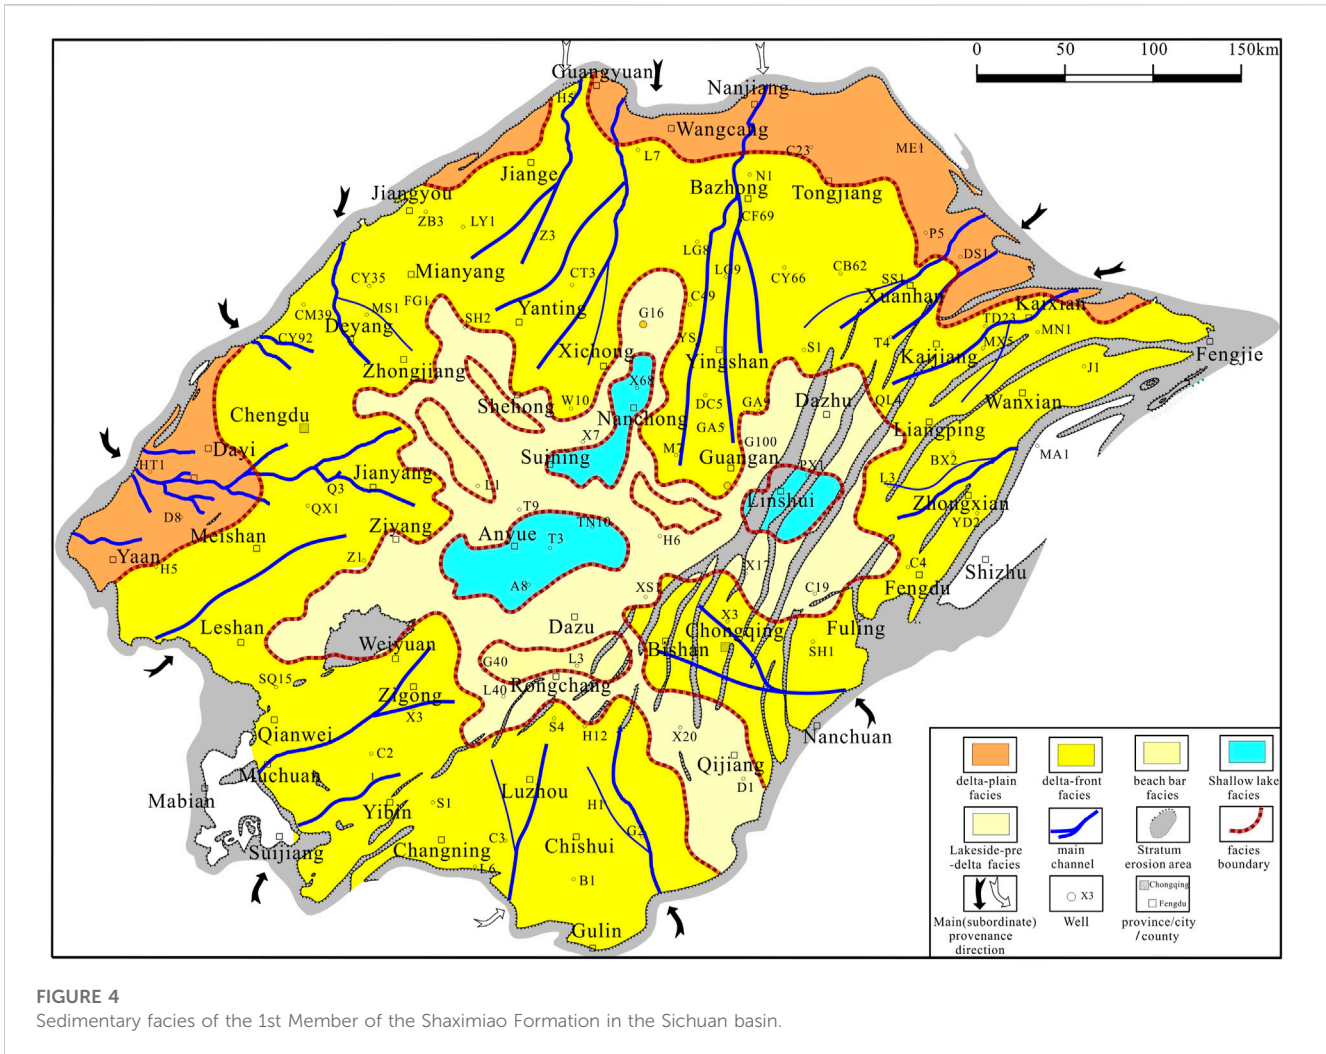 0
50
100
150km
Guangyuan
H5
Nanjiang
Wangcang
L7
C23
ME1
Jiange
Bazhong
N1
Tongjiang
Jiangyou
ZB3
LY1
CF69
Z3
P5
LG8
DS1
Mianyang
CY35
CT3
LG9
CY66
CB62
SS1
Xuanhan
Kaixian
FG1
C49
CM39
MS1
Deyang
SH2
Yanting
G16
TD23
MN1
CY92
YS1
T4
MX5
Xichong
Yingshan
S1
Kaijiang
Fengjie
Zhongjiang
X68
J1
Shehong
W10
Nanchong
DC5
GA9
Dazhu
QL4
Wanxian
Chengdu
GA5
Liangping
X7
G100
Dayi
Suining
M7
Guangan
PX1
BX2
MA1
HT1
Jianyang
L1
Linshui
L3
Q3
Zhongxian
D8
QX1
T9
TN10
YD2
Meishan
Ziyang
Anyue
T3
H6
Yaan
H5
Z1
X17
C4
Shizhu
A8
XS1
C19
Fengdu
Leshan
Weiyuan
Dazu
X3
Chongqing
Fuling
Bishan
SH1
G40
L3
SQ15
Zigong
L40
Rongchang
X3
Qianwei
S4
H12
X20
Nanchuan
C2
Qijiang
Muchuan
D1
Mabian
Luzhou
Yibin
S1
H1
G2
Suijiang
Changning
C3
Chishui
L6
B1
Gulin
delta-plain
facies
delta-front
facies
beach bar
facies
Shallow lake
facies
Lakeside-pre
-delta facies
main
channel
Stratum
erosion area
facies
boundary
X3
Chongqing
Fengdu
Main(subordinate)
provenance
direction
Well
province/city
/county
FIGURE 4
Sedimentary facies of the 1st Member of the Shaximiao Formation in the Sichuan basin.